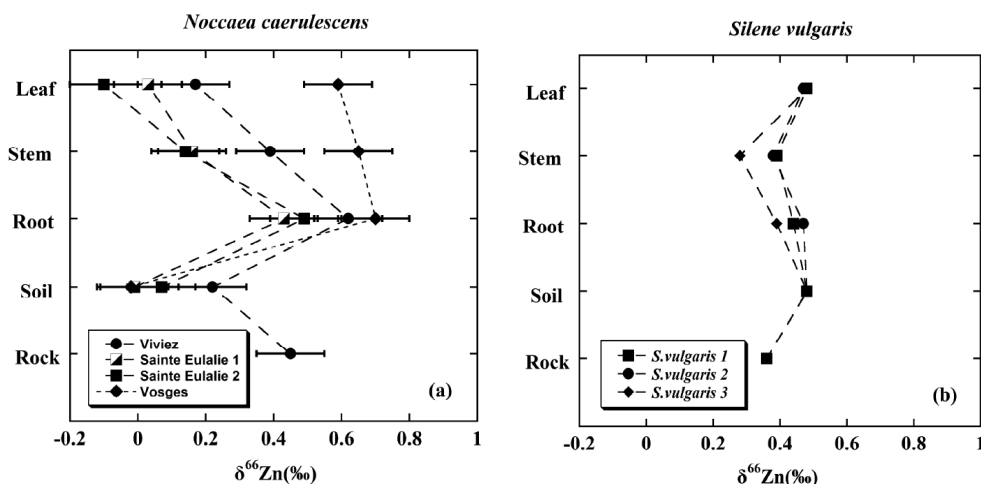 Noccaea caerulescens
Leaf
Stem
Root
Soil
Rock
Viviez
Sainte Eulalie 1
Sainte Eulalie 2
Vosges
(a)
-0.2 0 0.2 0.4 0.6 0.8 1
δ⁶⁶Zn(‰)
Silene vulgaris
Leaf
Stem
Root
Soil
Rock
S.vulgaris 1
S.vulgaris 2
S.vulgaris 3
(b)
-0.2 0 0.2 0.4 0.6 0.8 1
δ⁶⁶Zn(‰)